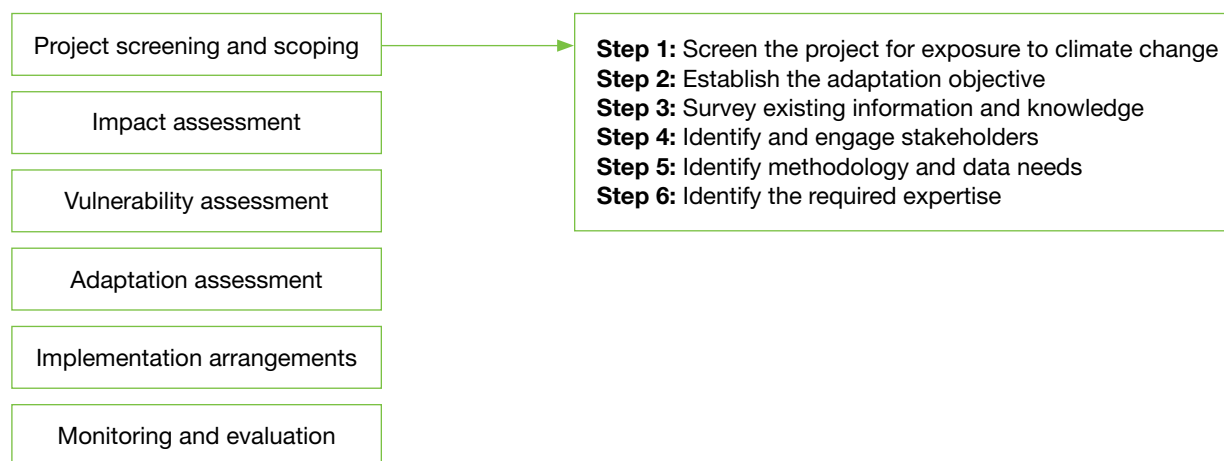 Project screening and scoping
Step 1: Screen the project for exposure to climate change
Step 2: Establish the adaptation objective
Step 3: Survey existing information and knowledge
Step 4: Identify and engage stakeholders
Step 5: Identify methodology and data needs
Step 6: Identify the required expertise
Impact assessment
Vulnerability assessment
Adaptation assessment
Implementation arrangements
Monitoring and evaluation